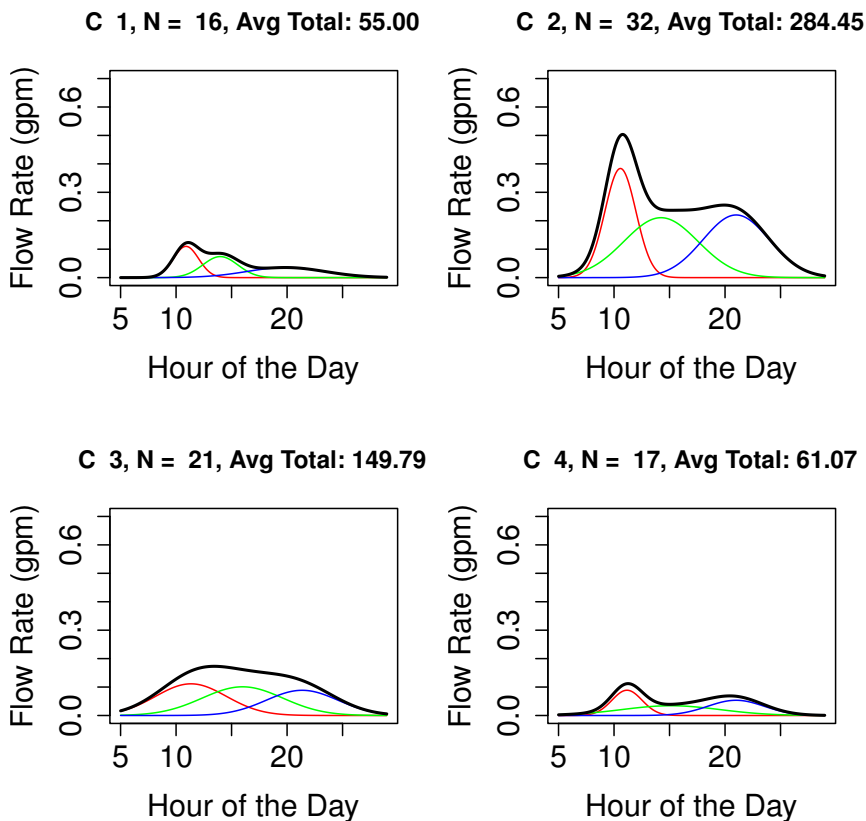 C 1, N = 16, Avg Total: 55.00
Flow Rate (gpm)
0.0 0.3 0.6
5 10 20
Hour of the Day
C 2, N = 32, Avg Total: 284.45
Flow Rate (gpm)
0.0 0.3 0.6
5 10 20
Hour of the Day
C 3, N = 21, Avg Total: 149.79
Flow Rate (gpm)
0.0 0.3 0.6
5 10 20
Hour of the Day
C 4, N = 17, Avg Total: 61.07
Flow Rate (gpm)
0.0 0.3 0.6
5 10 20
Hour of the Day